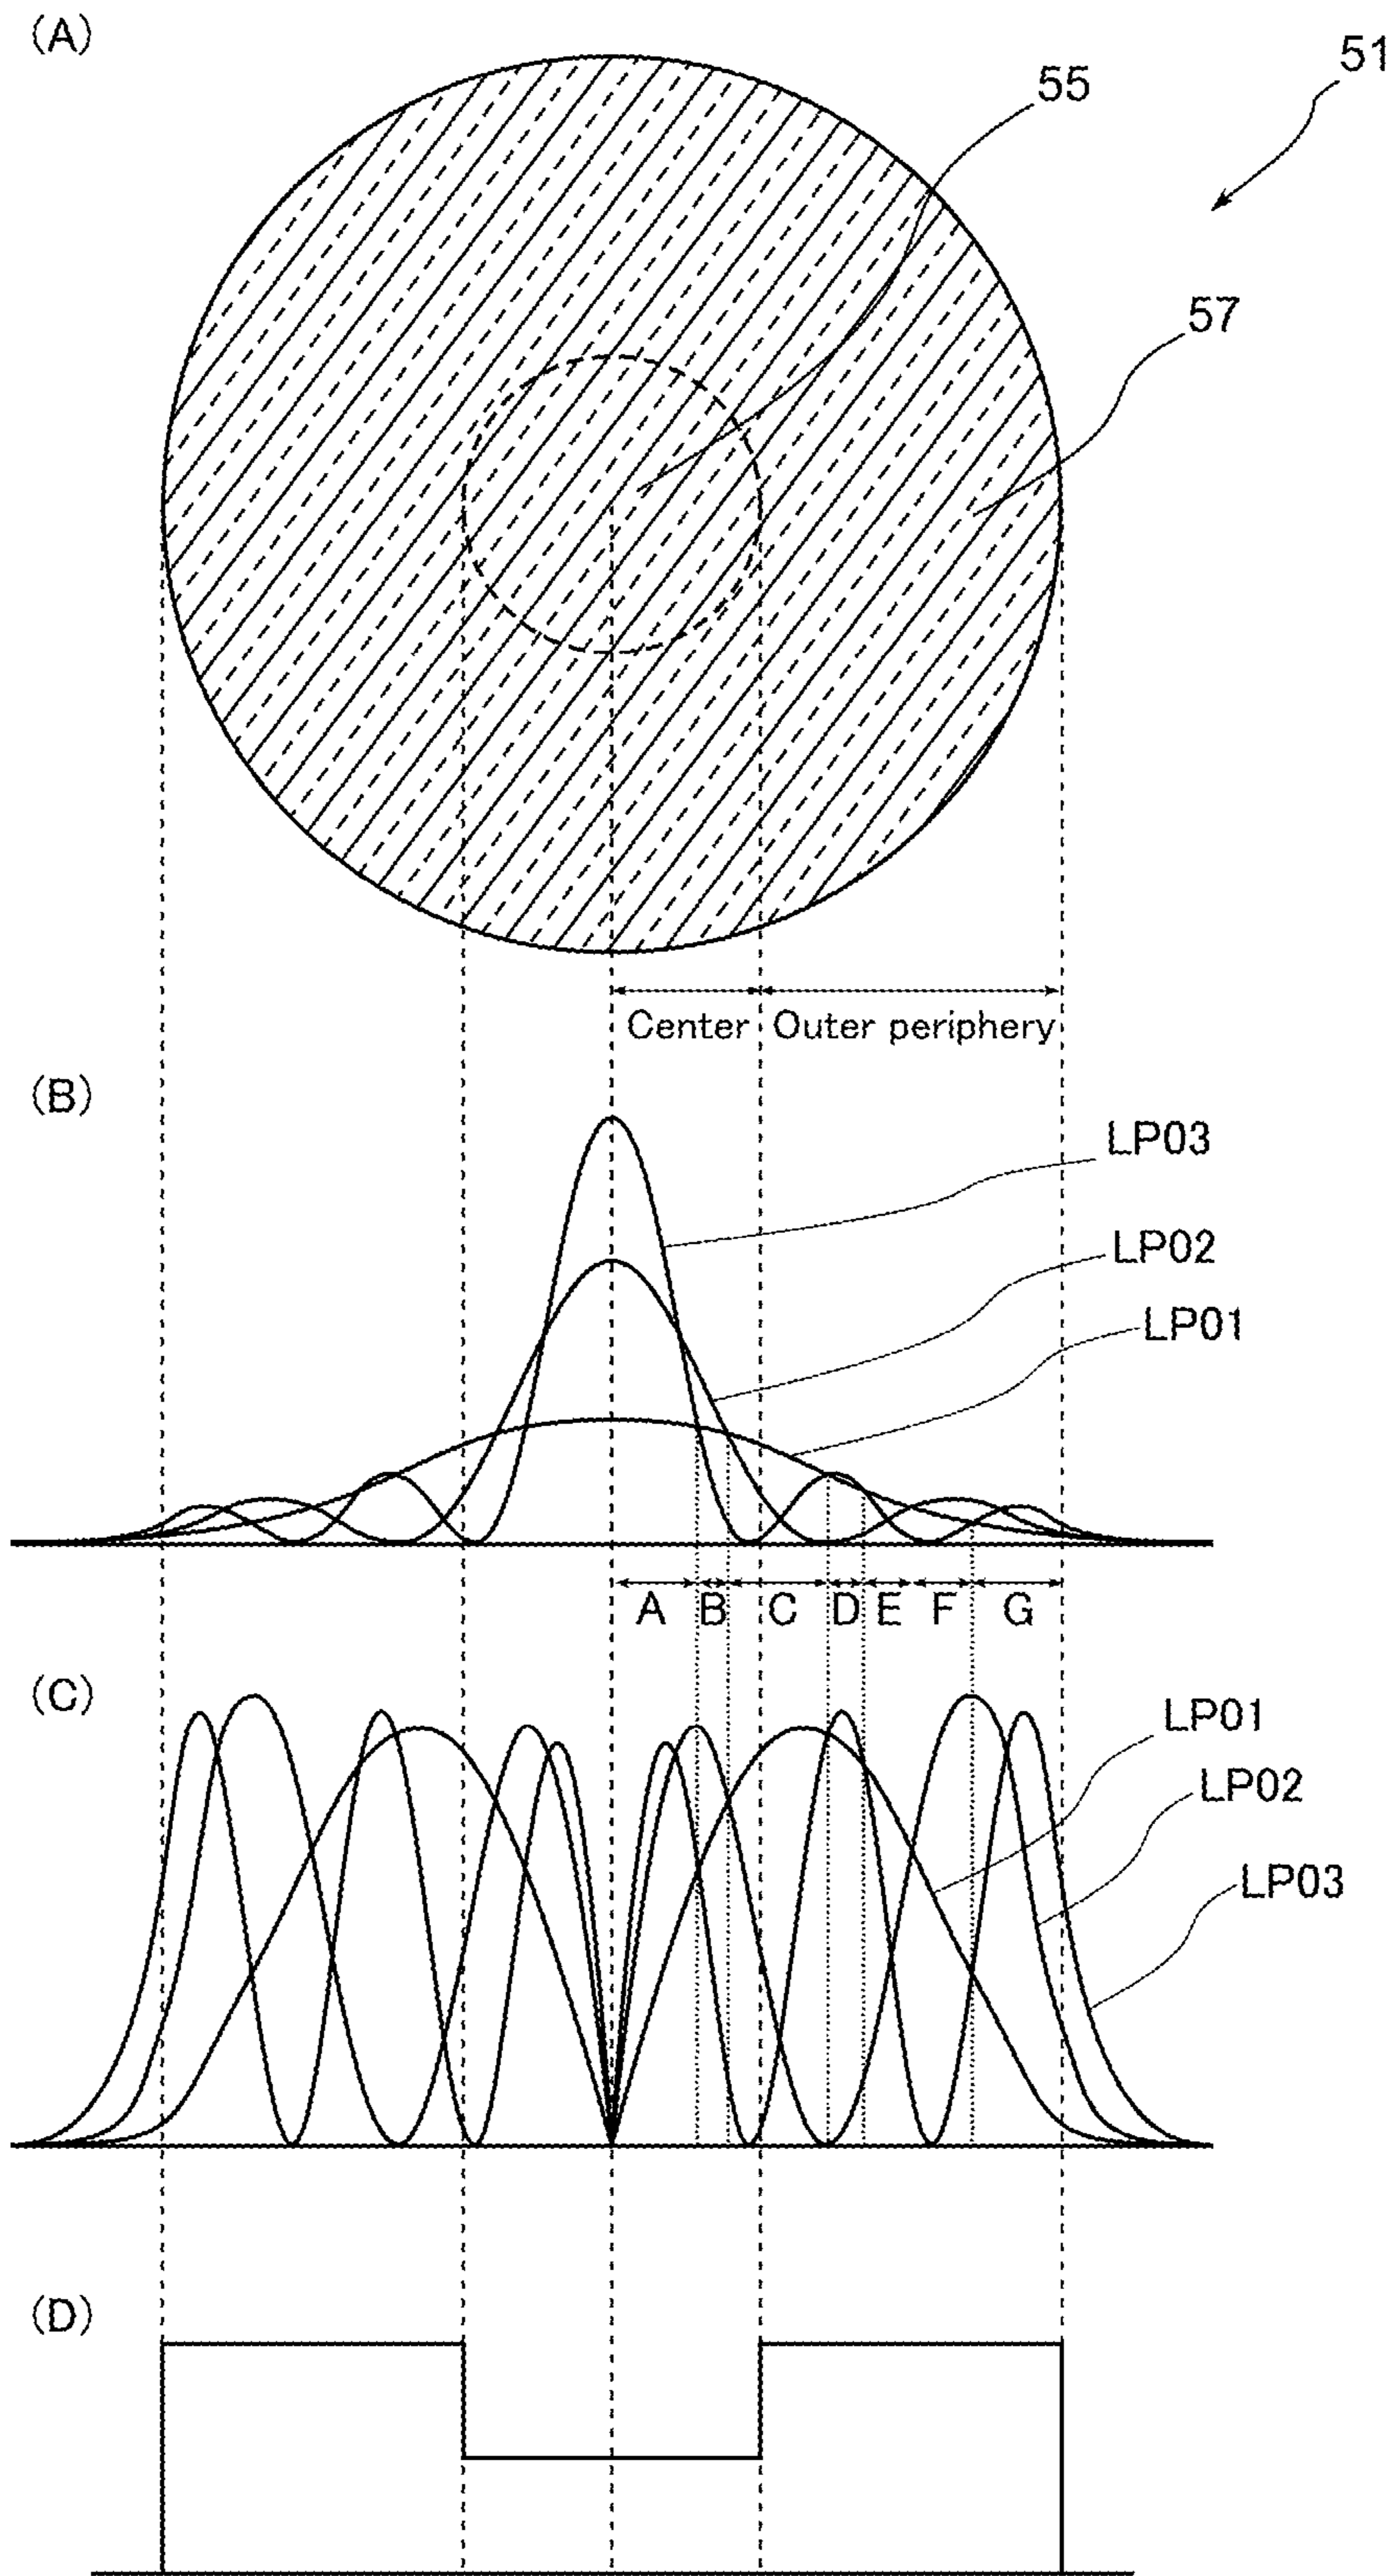 (A)
51
55
57
Center Outer periphery
(B)
LP03
LP02
LP01
A B C D E F G
(C)
LP01
LP02
LP03
(D)